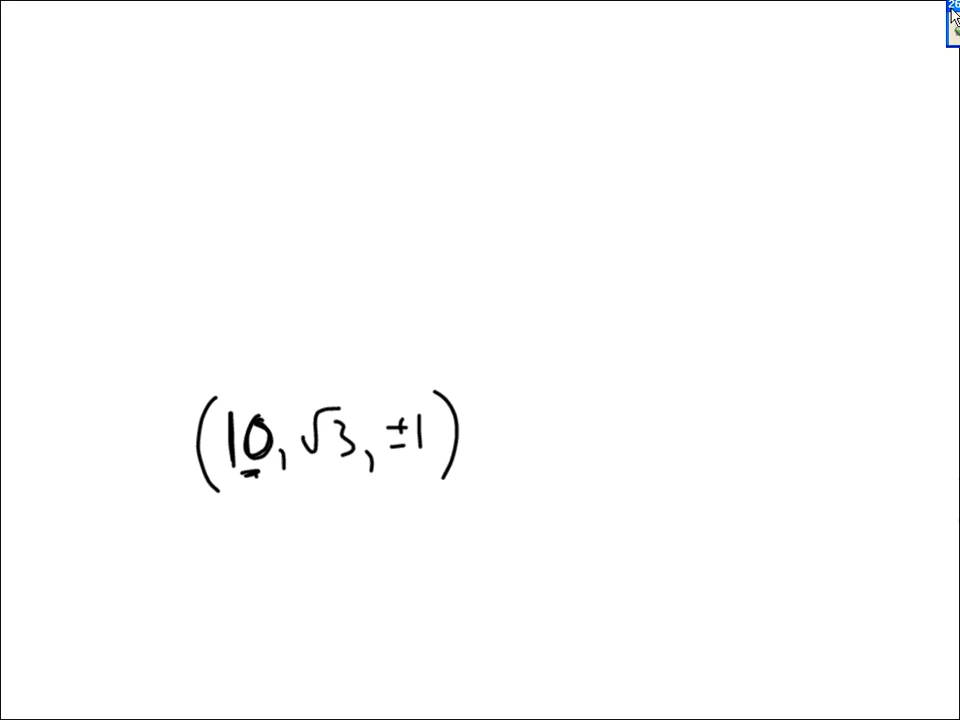 (10, √3, ±1)